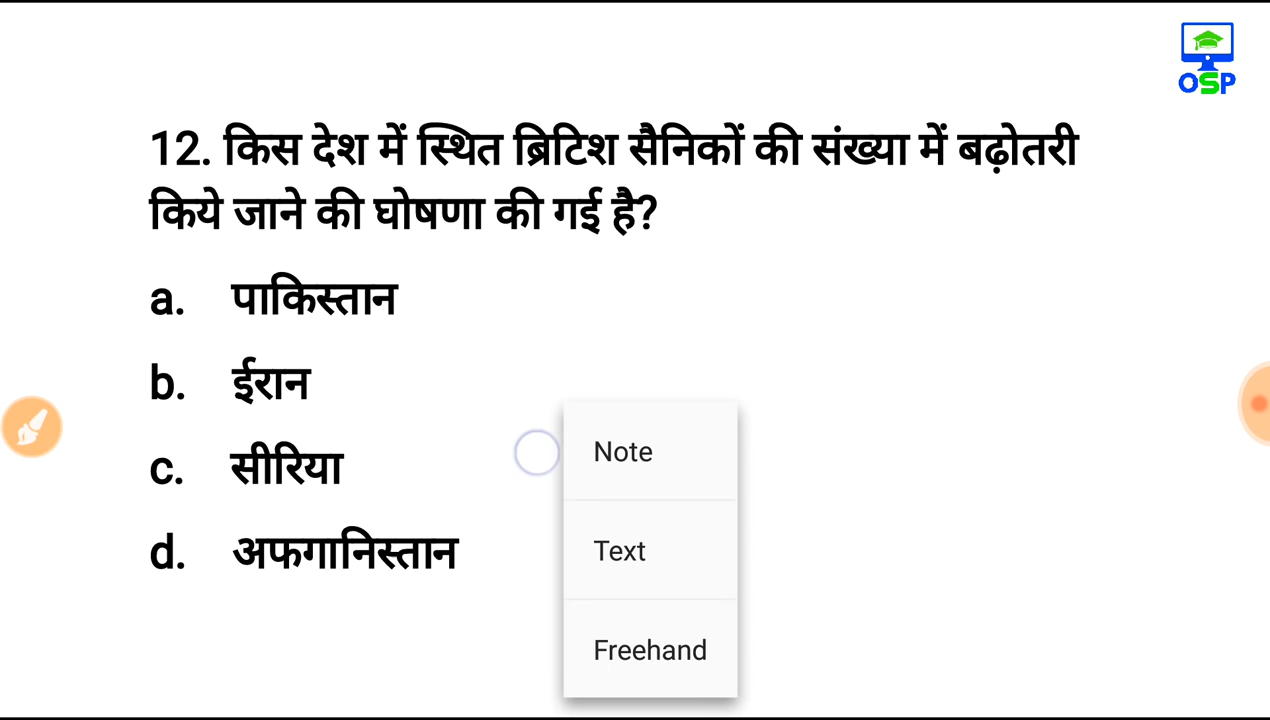 OSP
12. किस देश में स्थित ब्रिटिश सैनिकों की संख्या में बढ़ोतरी
किये जाने की घोषणा की गई है?
a. पाकिस्तान
b. ईरान
c. सीरिया
d. अफगानिस्तान
Note
Text
Freehand